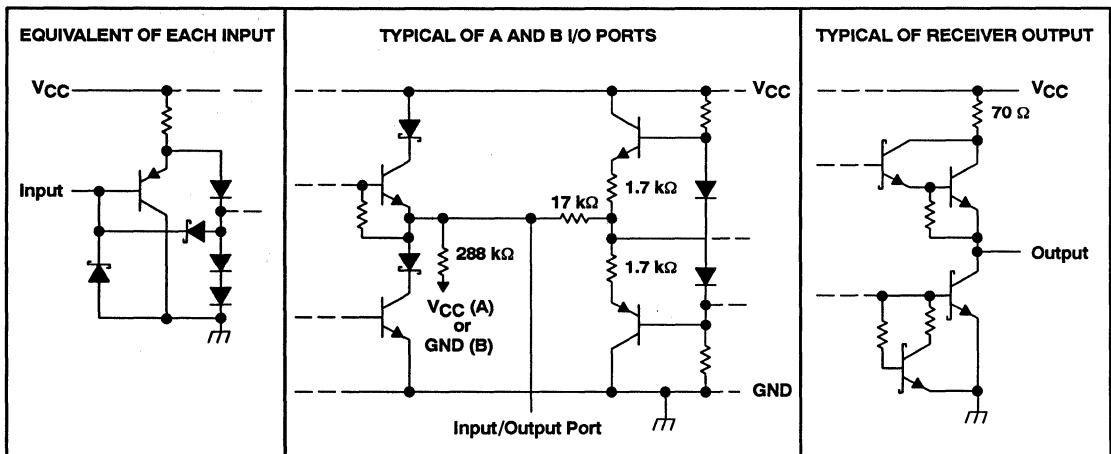 EQUIVALENT OF EACH INPUT
VCC
Input
TYPICAL OF A AND B I/O PORTS
VCC
1.7 kΩ
17 kΩ
288 kΩ
1.7 kΩ
VCC (A)
or
GND (B)
GND
Input/Output Port
TYPICAL OF RECEIVER OUTPUT
VCC
70 Ω
Output